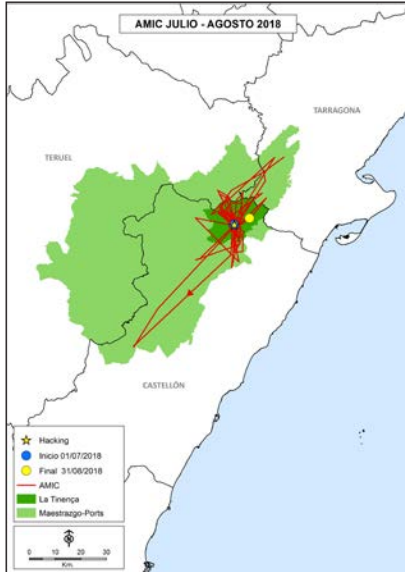 AMIC JULIO - AGOSTO 2018
TARRAGONA
TERUEL
CASTELLÓN
Hacking
Inicio 01/07/2018
Final 31/08/2018
AMIC
La Tinença
Maestrazgo-Ports
0 5 10 20 30
Km.